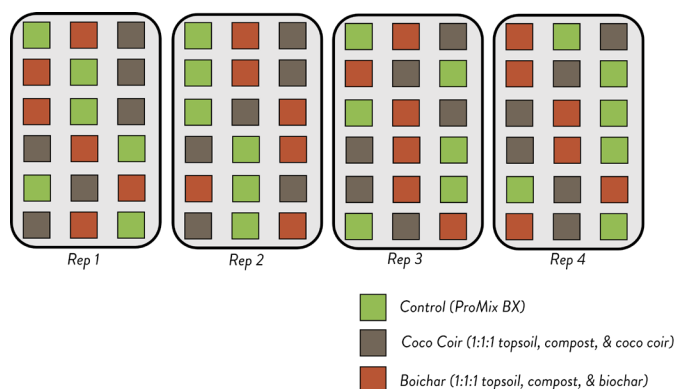 Rep 1
Rep 2
Rep 3
Rep 4
Control (ProMix BX)
Coco Coir (1:1:1 topsoil, compost, & coco coir)
Boichar (1:1:1 topsoil, compost, & biochar)